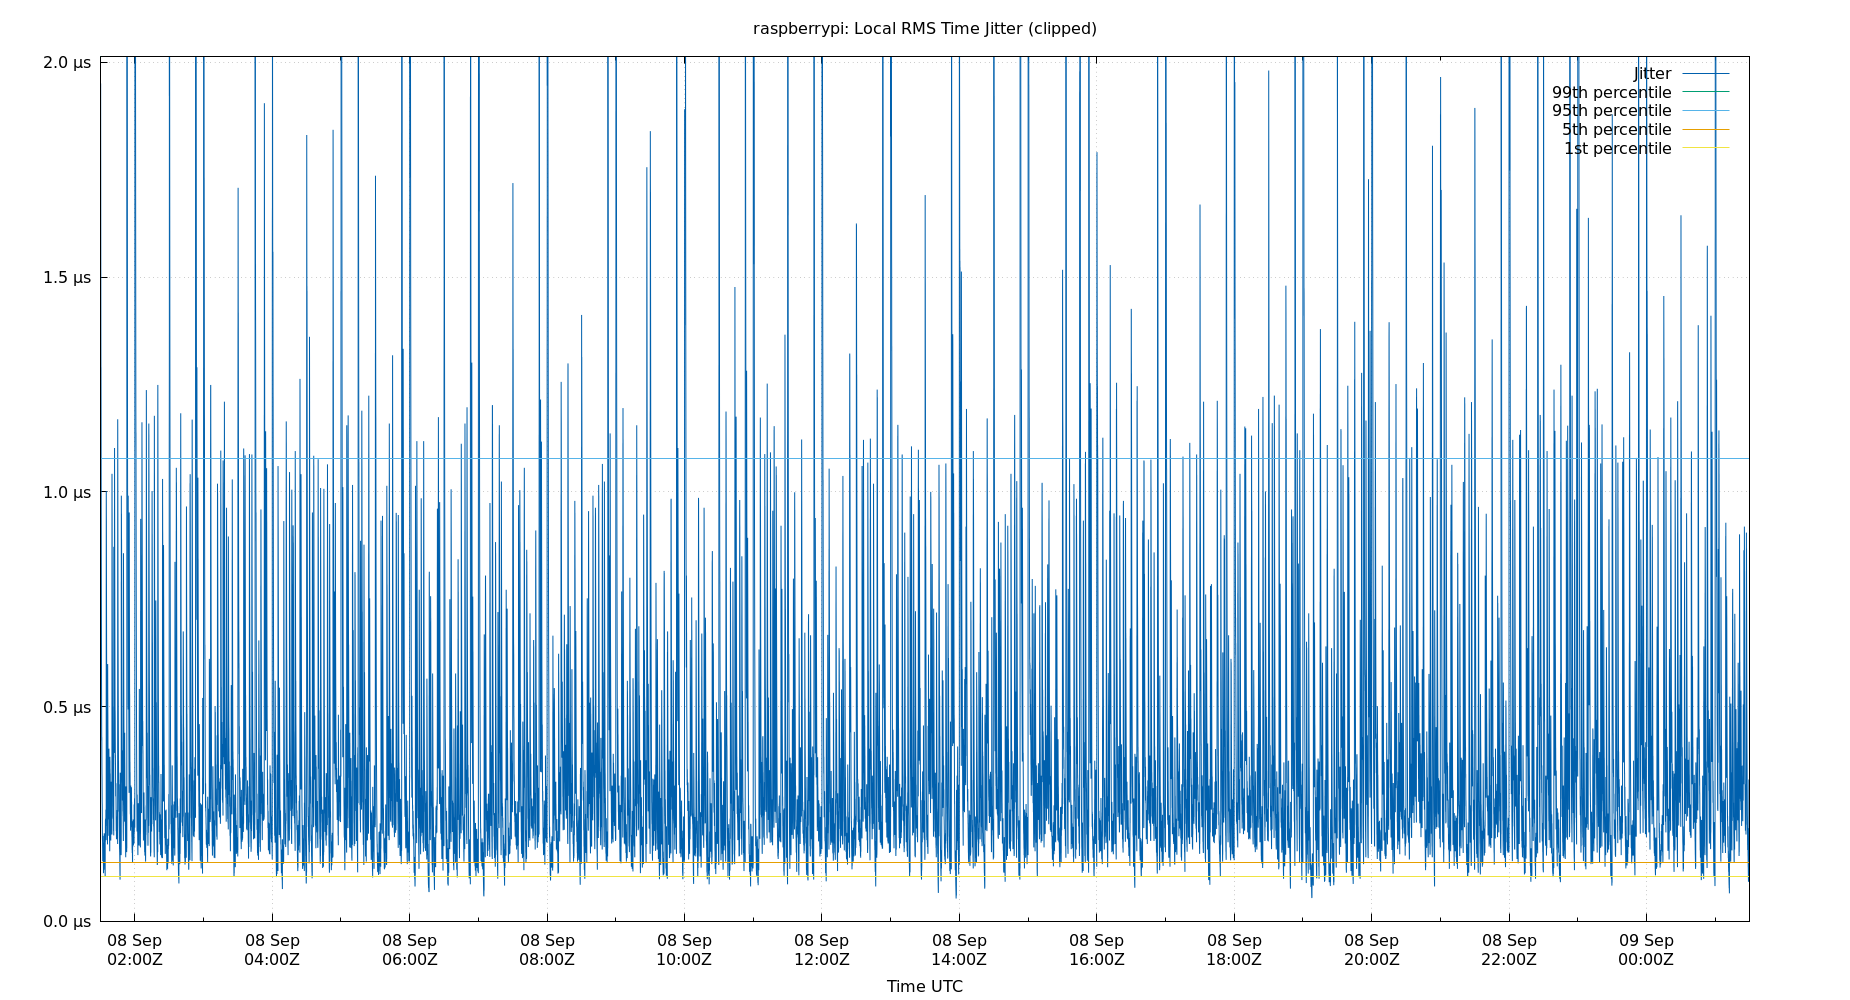 raspberrypi: Local RMS Time Jitter (clipped)
2.0 µs
1.5 µs
1.0 µs
0.5 µs
0.0 µs
Jitter
99th percentile
95th percentile
5th percentile
1st percentile
08 Sep 08 Sep 08 Sep 08 Sep 08 Sep 08 Sep 08 Sep 08 Sep 08 Sep 08 Sep 08 Sep 09 Sep
02:00Z 04:00Z 06:00Z 08:00Z 10:00Z 12:00Z 14:00Z 16:00Z 18:00Z 20:00Z 22:00Z 00:00Z
Time UTC